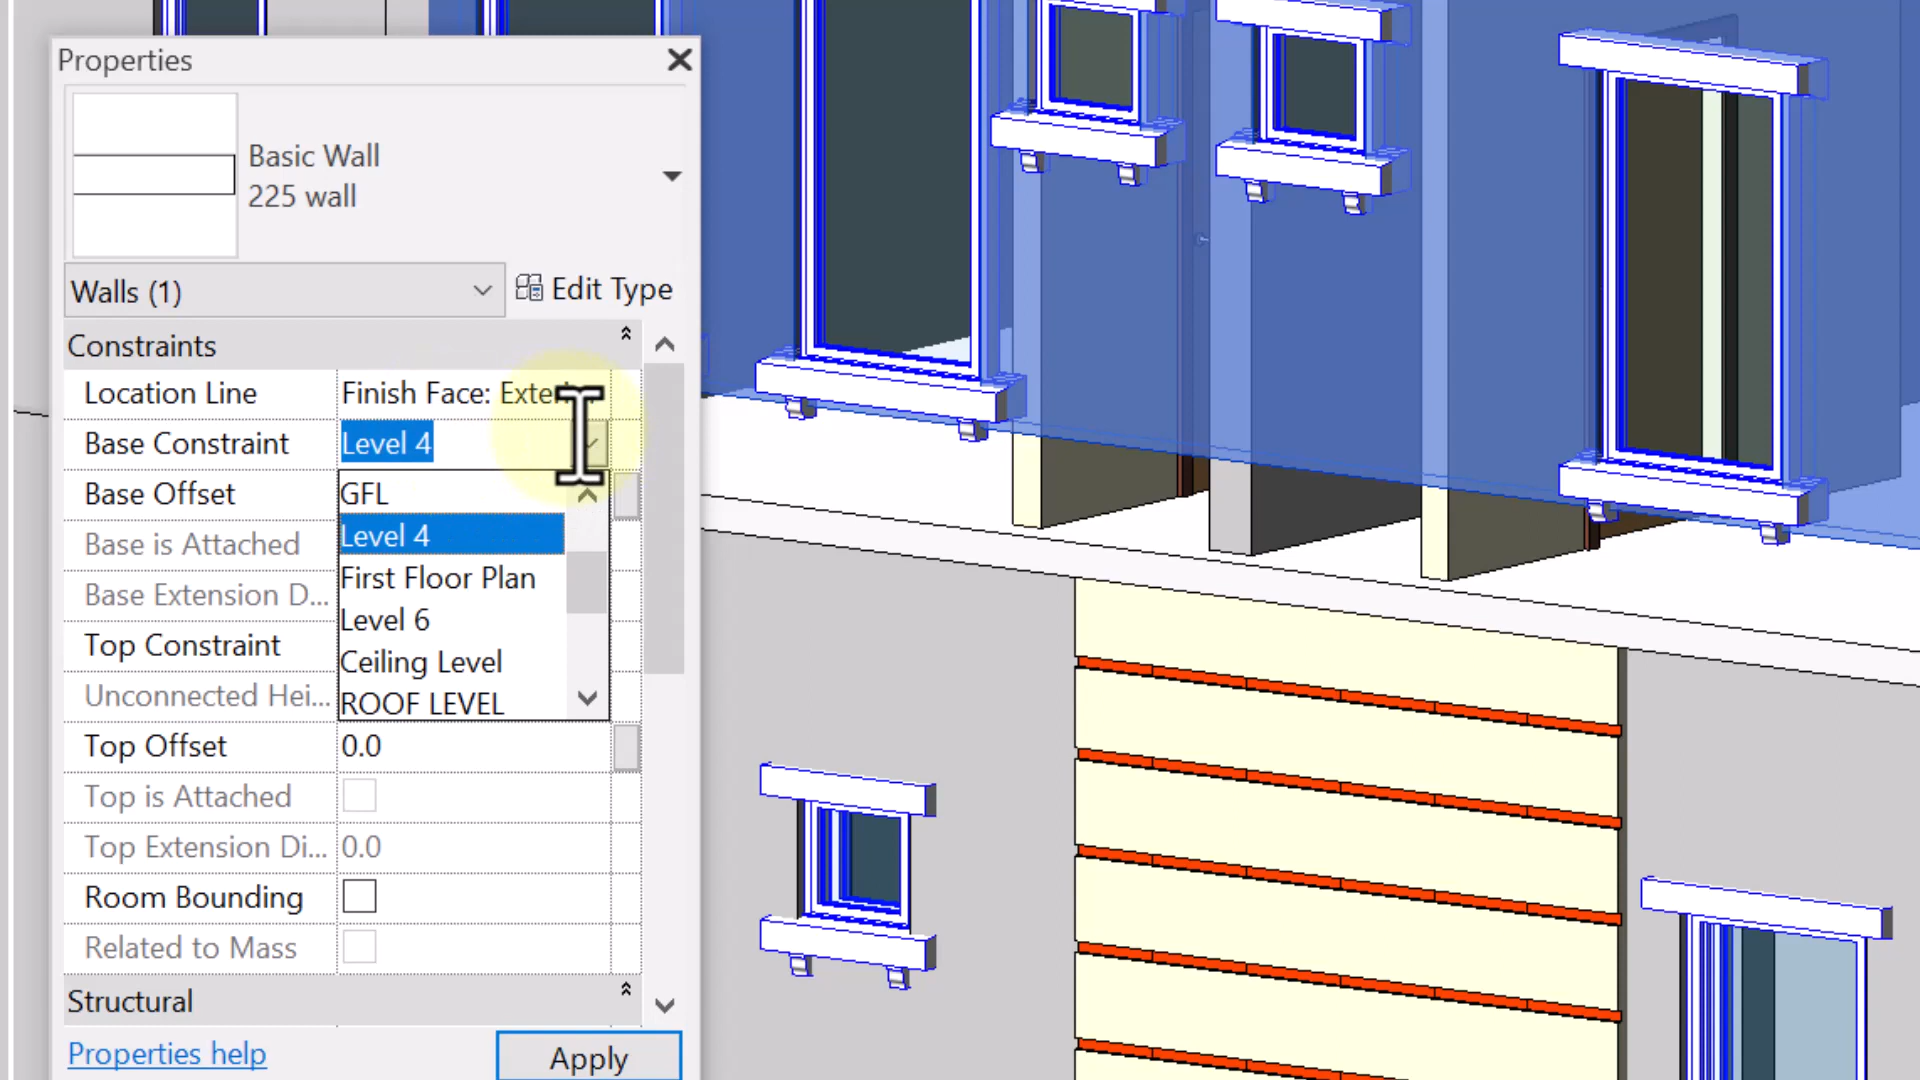 Properties
Basic Wall
225 wall
Walls (1)
Edit Type
Constraints
Location Line
Finish Face: Exte
Base Constraint
Level 4
Base Offset
GFL
Base is Attached
Level 4
Base Extension D...
First Floor Plan
Top Constraint
Level 6
Unconnected Hei...
Ceiling Level
ROOF LEVEL
Top Offset
0.0
Top is Attached
Top Extension Di...
0.0
Room Bounding
Related to Mass
Structural
Properties help
Apply